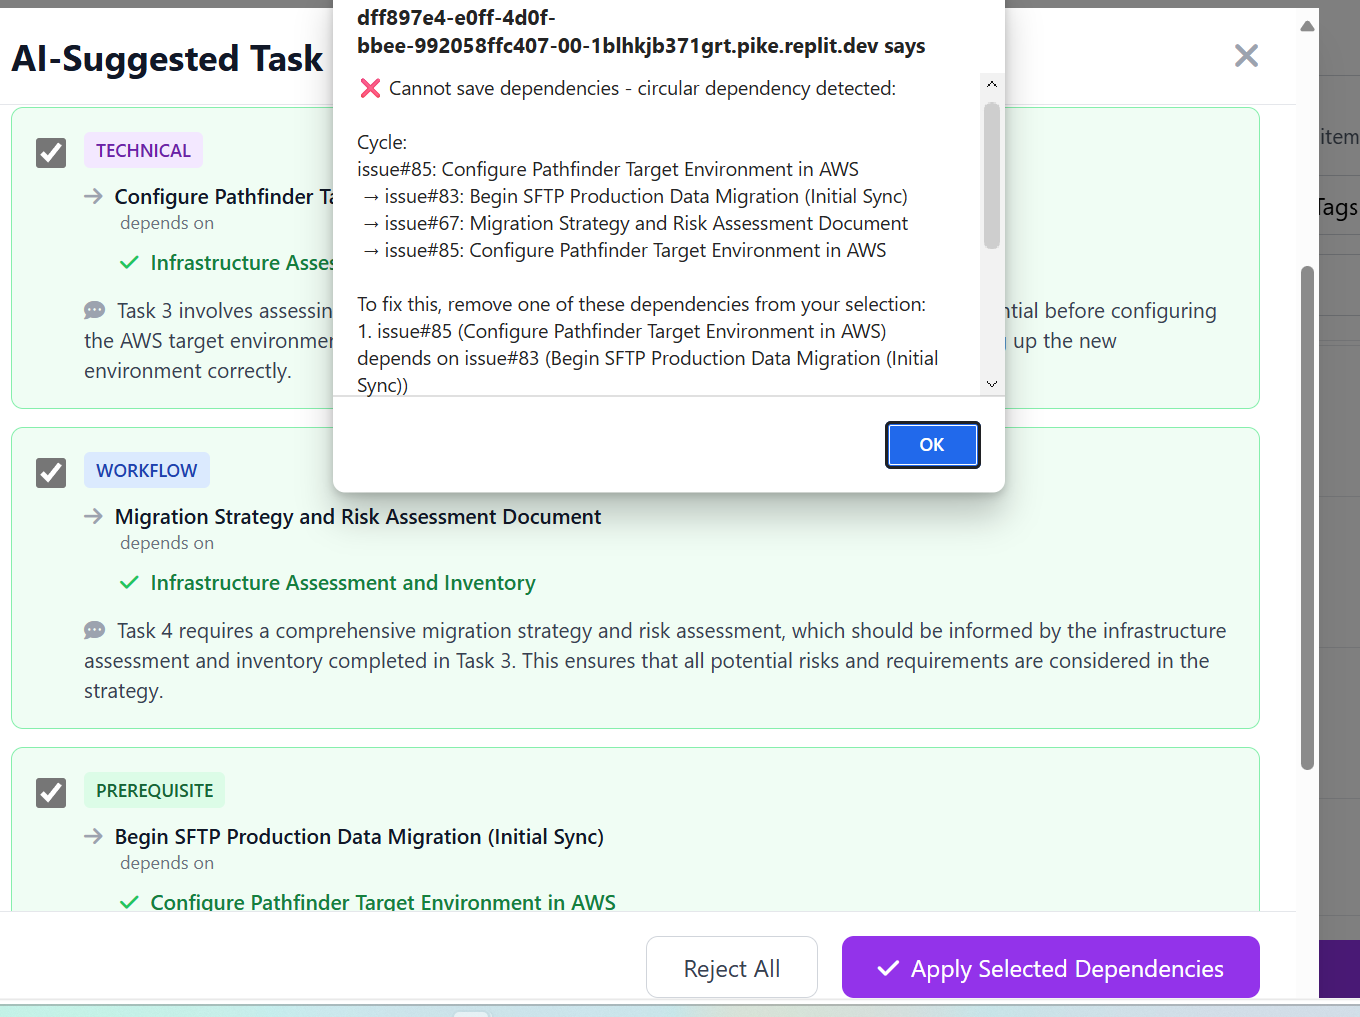 dff897e4-e0ff-4d0f-
bbee-992058ffc407-00-1blhkjb371grt.pike.replit.dev says
❌ Cannot save dependencies - circular dependency detected:
Cycle:
issue#85: Configure Pathfinder Target Environment in AWS
→ issue#83: Begin SFTP Production Data Migration (Initial Sync)
→ issue#67: Migration Strategy and Risk Assessment Document
→ issue#85: Configure Pathfinder Target Environment in AWS
To fix this, remove one of these dependencies from your selection:
1. issue#85 (Configure Pathfinder Target Environment in AWS)
depends on issue#83 (Begin SFTP Production Data Migration (Initial
Sync))
OK
AI-Suggested Task
item
Tags
TECHNICAL
→ Configure Pathfinder Ta
depends on
✓ Infrastructure Asses
Task 3 involves assessin
ntial before configuring
the AWS target environmen
up the new
environment correctly.
WORKFLOW
→ Migration Strategy and Risk Assessment Document
depends on
✓ Infrastructure Assessment and Inventory
Task 4 requires a comprehensive migration strategy and risk assessment, which should be informed by the infrastructure
assessment and inventory completed in Task 3. This ensures that all potential risks and requirements are considered in the
strategy.
PREREQUISITE
→ Begin SFTP Production Data Migration (Initial Sync)
depends on
✓ Configure Pathfinder Target Environment in AWS
Reject All
✓ Apply Selected Dependencies